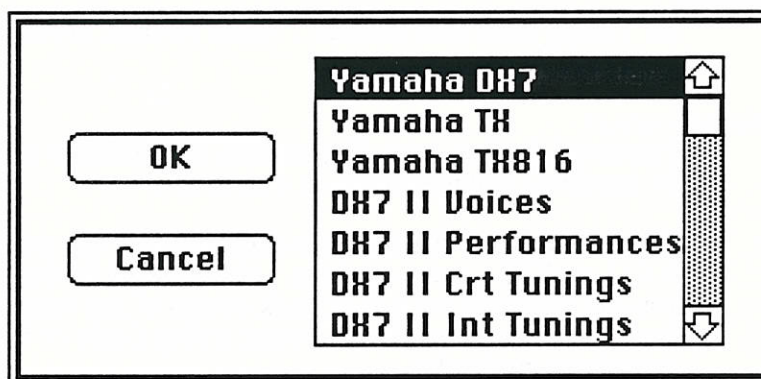 OK
Cancel
Yamaha DX7
Yamaha TX
Yamaha TX816
DX7 II Voices
DX7 II Performances
DX7 II Crt Tunings
DX7 II Int Tunings